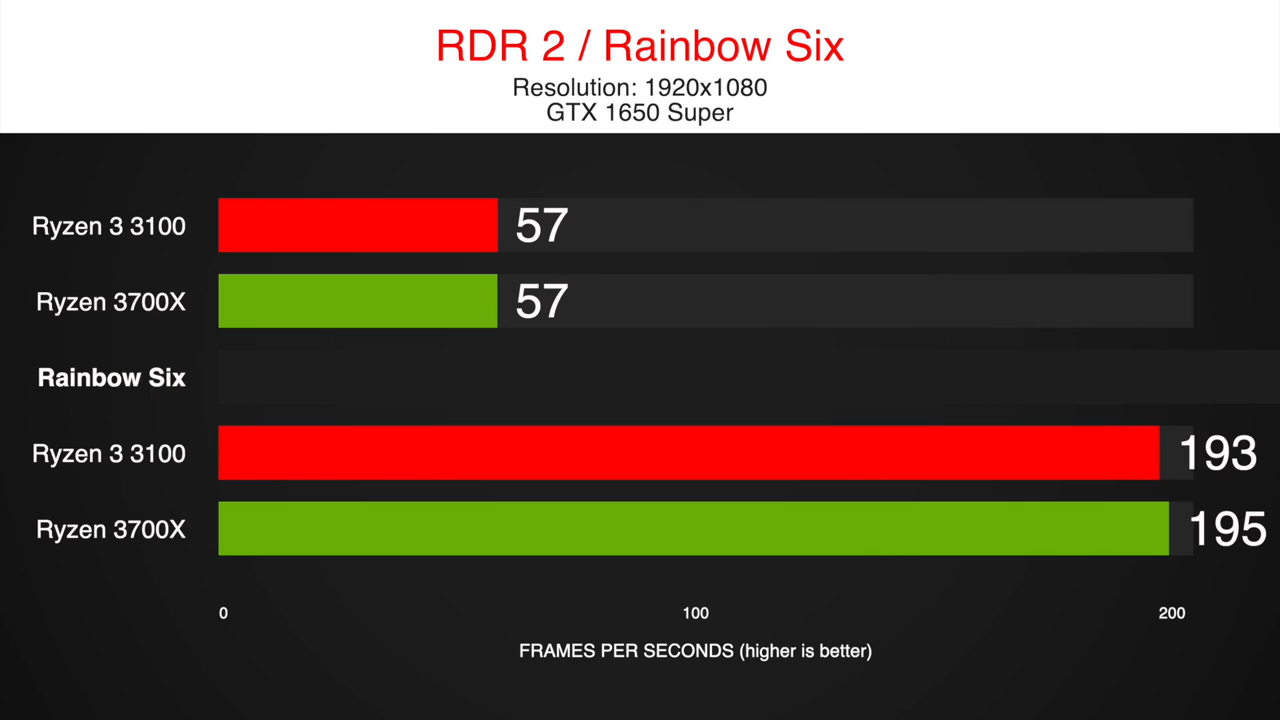 RDR 2 / Rainbow Six
Resolution: 1920x1080
GTX 1650 Super
Ryzen 3 3100 57
Ryzen 3700X 57
Rainbow Six
Ryzen 3 3100 193
Ryzen 3700X 195
0 100 200
FRAMES PER SECONDS (higher is better)